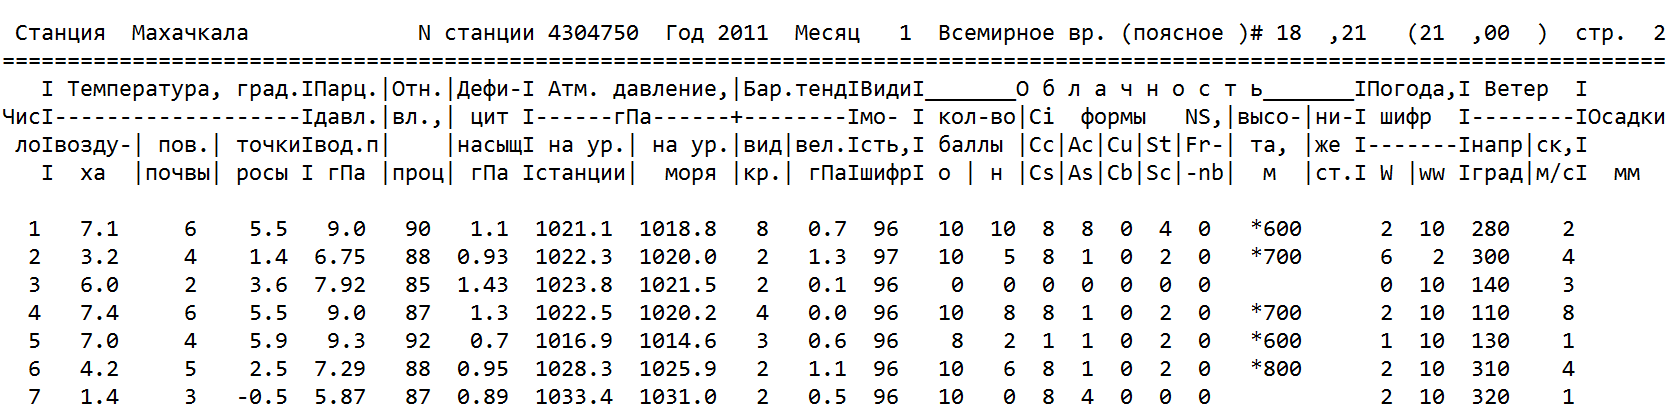 Станция  Махачкала             N станции 4304750  Год 2011  Месяц   1  Всемирное вр. (поясное )# 18  ,21   (21  ,00  )  стр.  2
================================================================================================================================
   I Температура, град.IПарц.|Отн.|Дефи-I Атм. давление,|Бар.тендIВидиI_______О б л а ч н о с т ь_______IПогода,I Ветер  I
ЧисI-------------------Iдавл.|вл.,| цит I------гПа------+--------Iмо- I кол-во|Ci  формы   NS,|высо-|ни-I шифр  I--------IОсадки
 лоIвозду-| пов.| точкиIвод.п|    |насыщI на ур.| на ур.|вид|вел.Iсть,I баллы |Cc|Ac|Cu|St|Fr-| та, |же I-------Iнапр|ск,I
   I  ха  |почвы| росы I гПа |проц| гПа Iстанции|  моря |кр.| гПаIшифрI о | н |Cs|As|Cb|Sc|-nb|  м  |ст.I W |ww Iград|м/сI  мм
  1   7.1     6    5.5   9.0   90   1.1  1021.1  1018.8   8   0.7  96   10  10  8  8  0  4  0   *600      2  10  280    2
  2   3.2     4    1.4  6.75   88  0.93  1022.3  1020.0   2   1.3  97   10   5  8  1  0  2  0   *700      6   2  300    4
  3   6.0     2    3.6  7.92   85  1.43  1023.8  1021.5   2   0.1  96    0   0  0  0  0  0  0             0  10  140    3
  4   7.4     6    5.5   9.0   87   1.3  1022.5  1020.2   4   0.0  96   10   8  8  1  0  2  0   *700      2  10  110    8
  5   7.0     4    5.9   9.3   92   0.7  1016.9  1014.6   3   0.6  96    8   2  1  1  0  2  0   *600      1  10  130    1
  6   4.2     5    2.5  7.29   88  0.95  1028.3  1025.9   2   1.1  96   10   6  8  1  0  2  0   *800      2  10  310    4
  7   1.4     3   -0.5  5.87   87  0.89  1033.4  1031.0   2   0.5  96   10   0  8  4  0  0  0             2  10  320    1